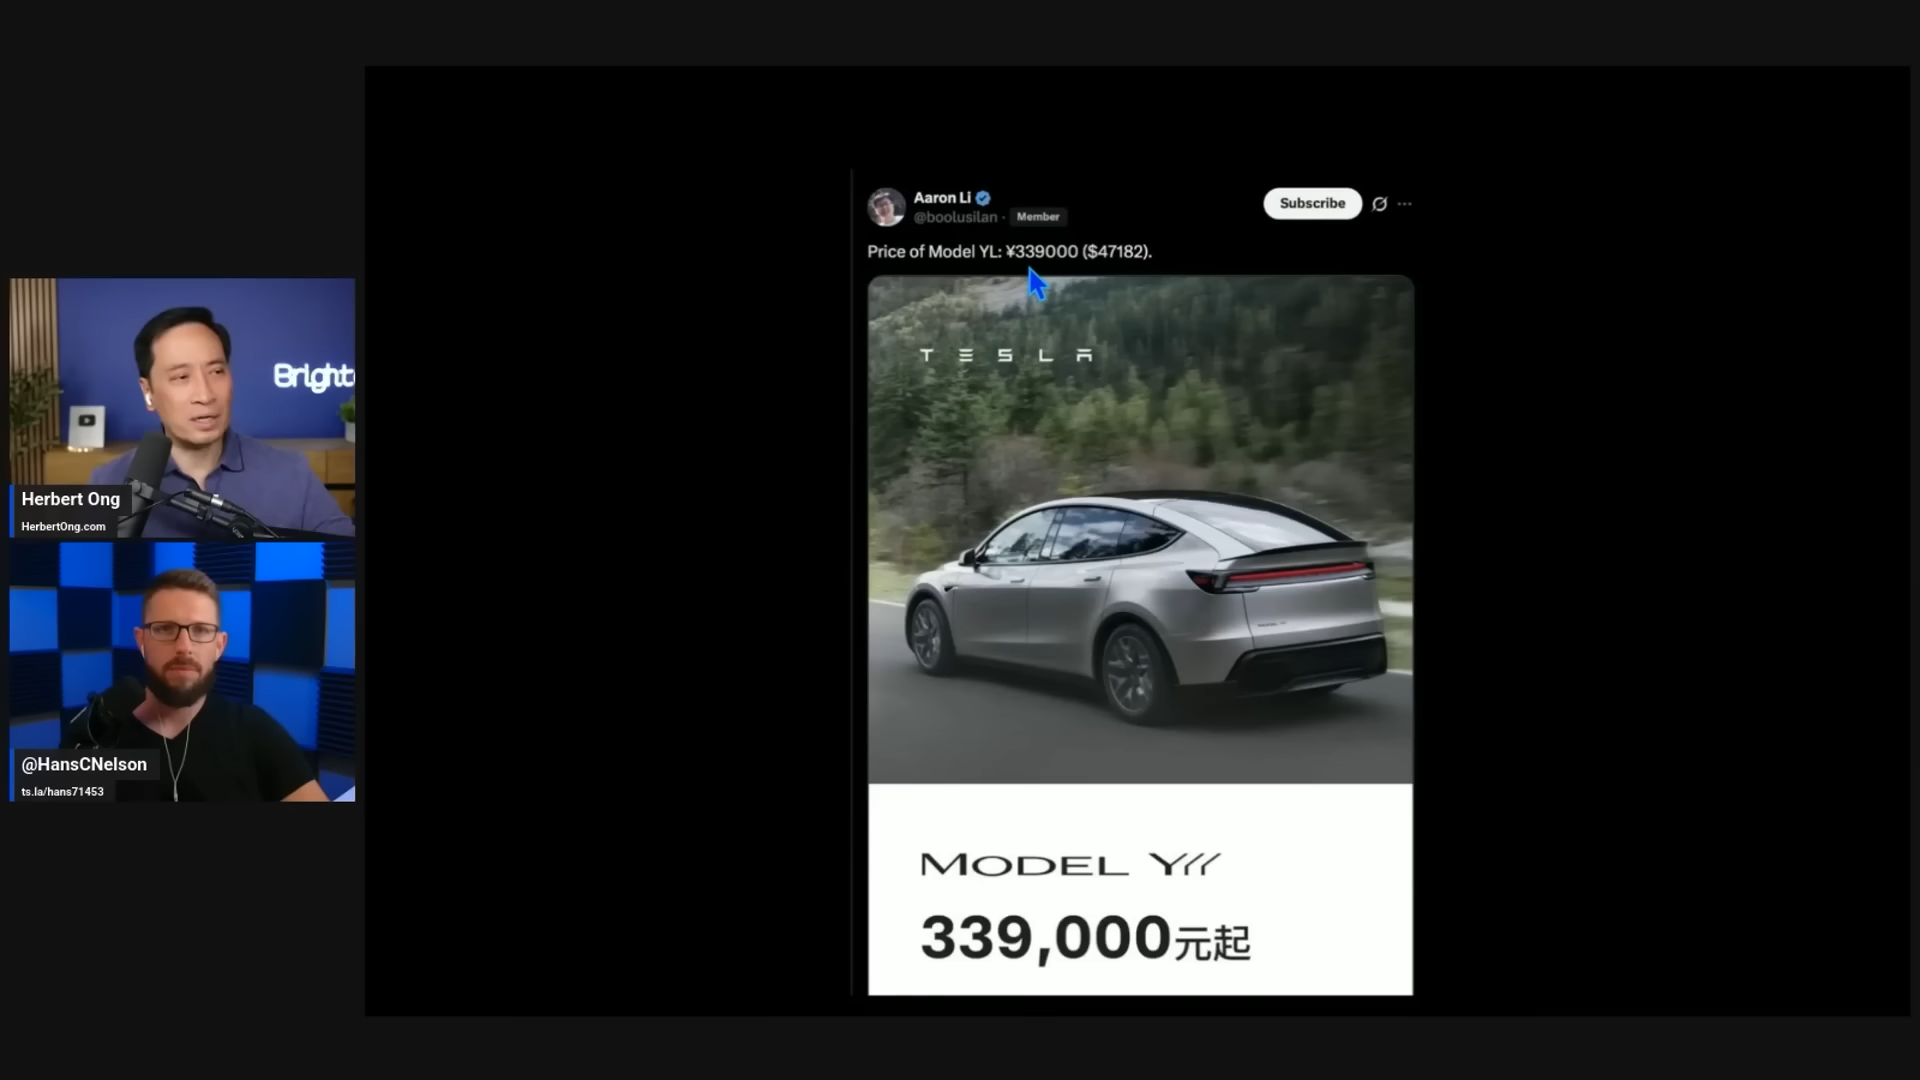 Aaron Li
@boolusilan · Member
Subscribe
Price of Model YL: ¥339000 ($47182).
TESLA
MODEL Y
339,000元起
Bright
Herbert Ong
HerbertOng.com
@HansCNelson
ts.la/hans71453